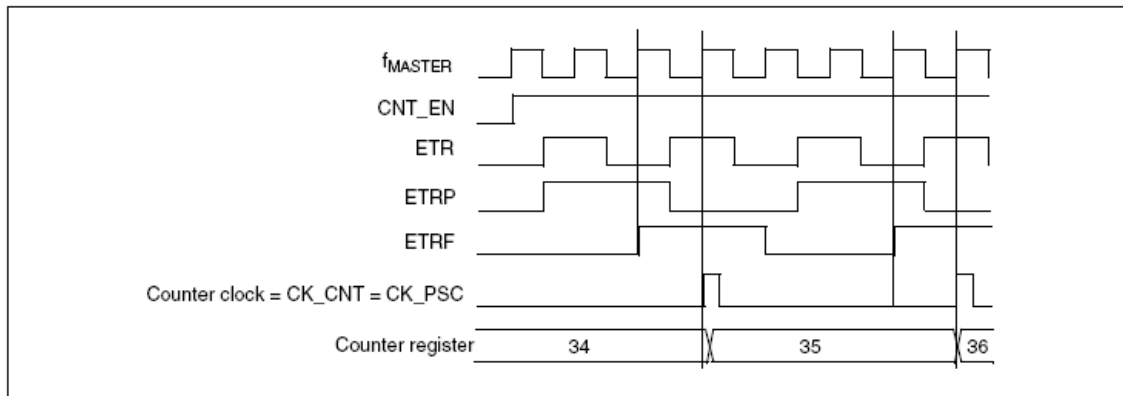 fMASTER
CNT_EN
ETR
ETRP
ETRF
Counter clock = CK_CNT = CK_PSC
Counter register 34 35 36